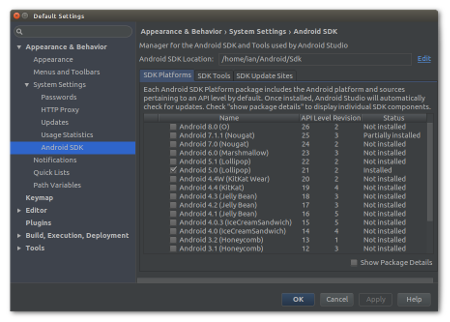 Default Settings
Appearance & Behavior › System Settings › Android SDK
Manager for the Android SDK and Tools used by Android Studio
Android SDK Location: /home/ian/Android/Sdk Edit
SDK Platforms SDK Tools SDK Update Sites
Each Android SDK Platform package includes the Android platform and sources
pertaining to an API level by default. Once installed, Android Studio will automatically
check for updates. Check "show package details" to display individual SDK components.
Name API Level Revision Status
Android 8.0 (O) 26 2 Not installed
Android 7.1.1 (Nougat) 25 3 Partially installed
Android 7.0 (Nougat) 24 2 Not installed
Android 6.0 (Marshmallow) 23 3 Not installed
Android 5.1 (Lollipop) 22 2 Not installed
Android 5.0 (Lollipop) 21 2 Installed
Android 4.4W (KitKat Wear) 20 2 Not installed
Android 4.4 (KitKat) 19 4 Not installed
Android 4.3 (Jelly Bean) 18 3 Not installed
Android 4.2 (Jelly Bean) 17 3 Not installed
Android 4.1 (Jelly Bean) 16 5 Not installed
Android 4.0.3 (IceCreamSandwich) 15 5 Not installed
Android 4.0 (IceCreamSandwich) 14 4 Not installed
Android 3.2 (Honeycomb) 13 1 Not installed
Android 3.1 (Honeycomb) 12 3 Not installed
Show Package Details
Appearance & Behavior
Appearance
Menus and Toolbars
System Settings
Passwords
HTTP Proxy
Updates
Usage Statistics
Android SDK
Notifications
Quick Lists
Path Variables
Keymap
Editor
Plugins
Build, Execution, Deployment
Tools
OK Cancel Apply Help